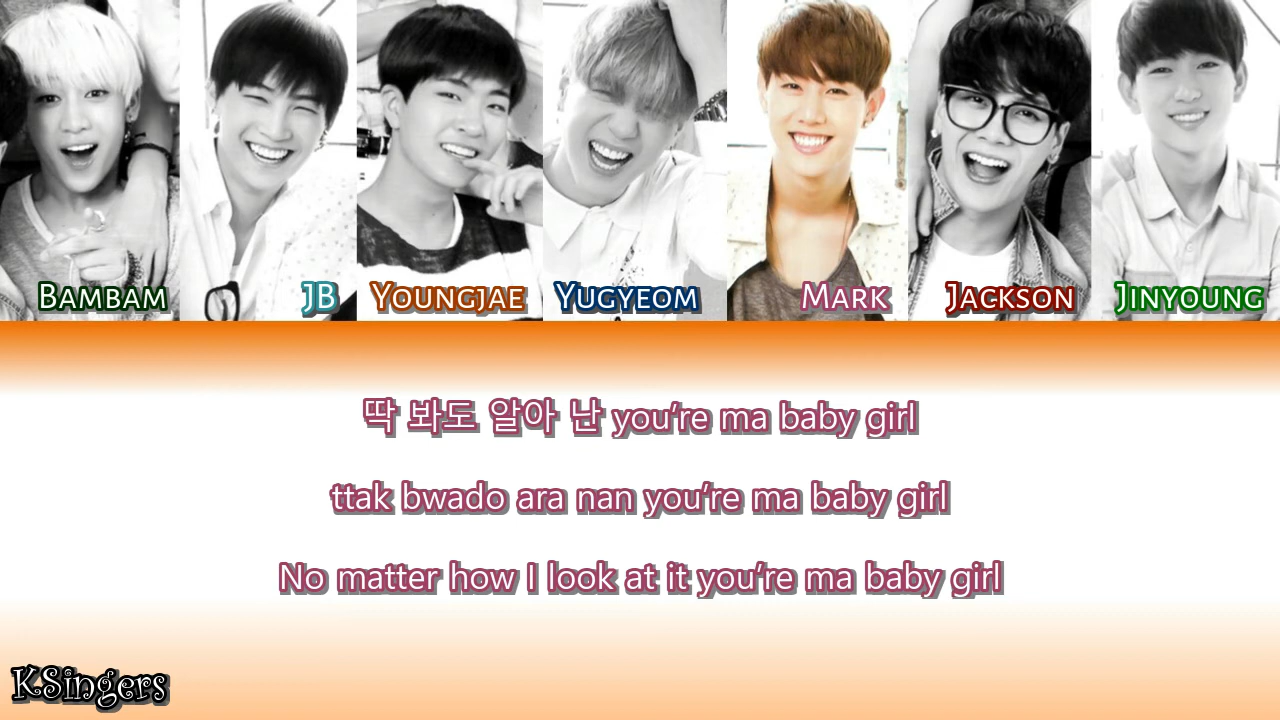 Bambam JB Youngjae Yugyeom Mark Jackson Jinyoung
딱 봐도 알아 난 you're ma baby girl
ttak bwado ara nan you're ma baby girl
No matter how I look at it you're ma baby girl
KSingers